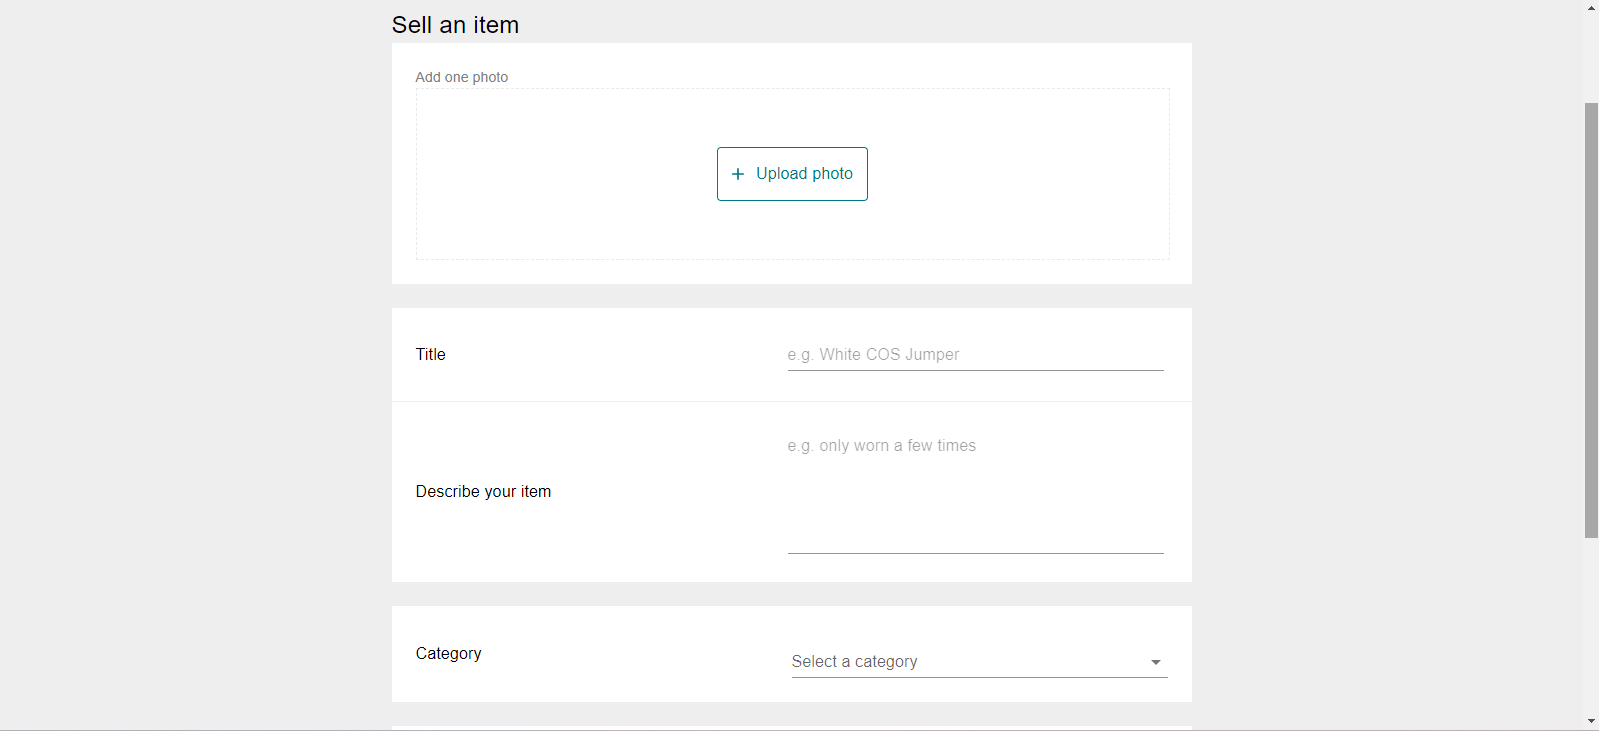 Sell an item
Add one photo
+ Upload photo
Title
e.g. White COS Jumper
e.g. only worn a few times
Describe your item
Category
Select a category